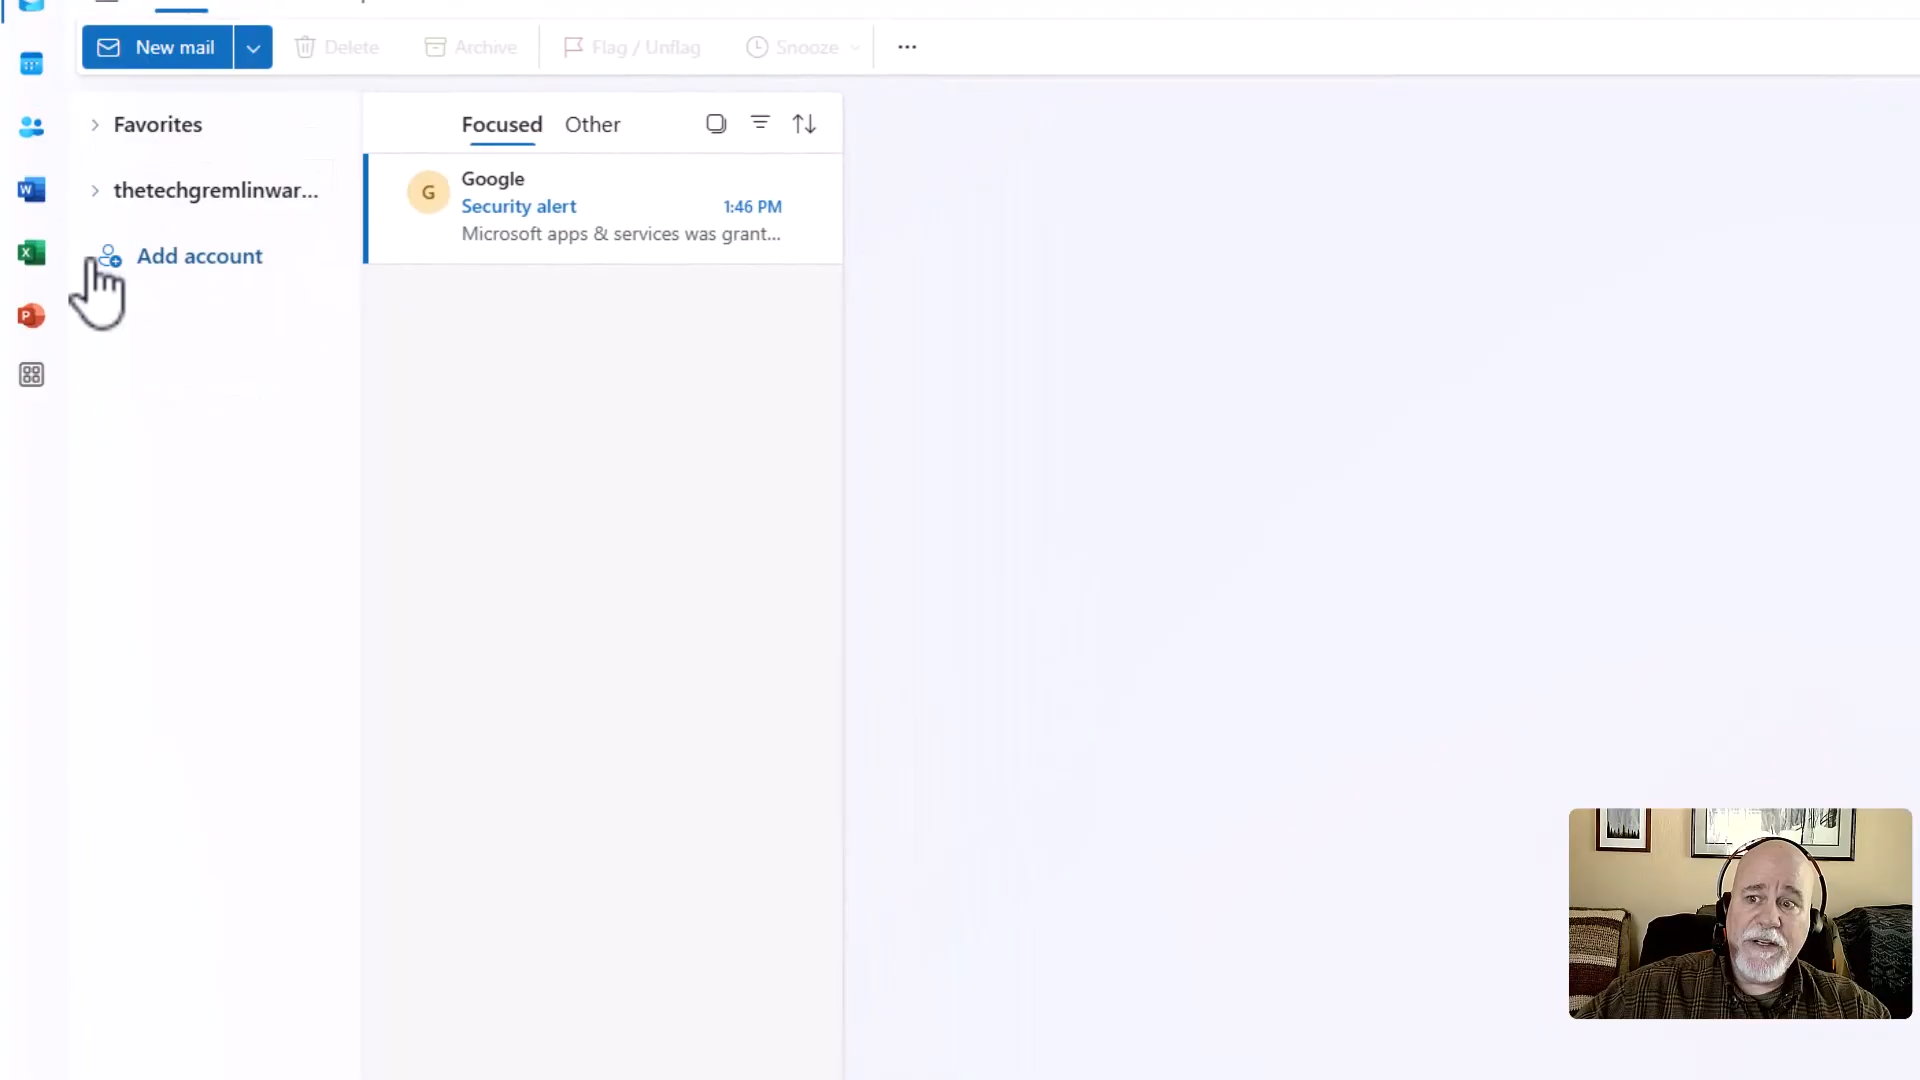 New mail
Delete
Archive
Flag / Unflag
Snooze
Favorites
Focused
Other
thetechgremlinwar...
Google
G
Security alert
1:46 PM
Microsoft apps & services was grant...
Add account
W
X
P